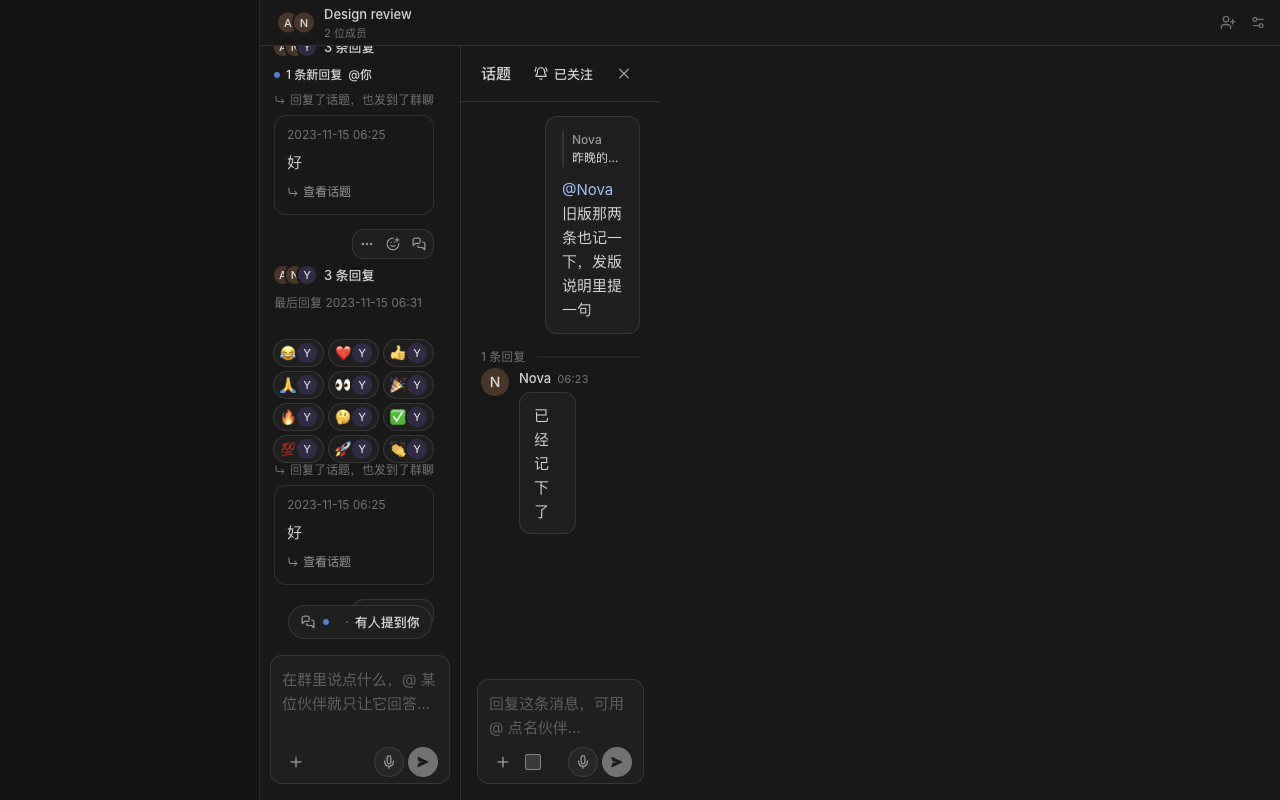 A N
Design review
2 位成员
3 条回复
1 条新回复 @你
回复了话题，也发到了群聊
2023-11-15 06:25
好
查看话题
A N Y
3 条回复
最后回复 2023-11-15 06:31
😂 Y ❤️ Y 👍 Y
🙏 Y 👀 Y 🎉 Y
🔥 Y 🤔 Y ✅ Y
💯 Y 🚀 Y 👏 Y
回复了话题，也发到了群聊
2023-11-15 06:25
好
查看话题
· 有人提到你
在群里说点什么，@ 某
位伙伴就只让它回答...
话题
已关注
Nova
昨晚的...
@Nova
旧版那两
条也记一
下，发版
说明里提
一句
1 条回复
N
Nova 06:23
已
经
记
下
了
回复这条消息，可用
@ 点名伙伴...